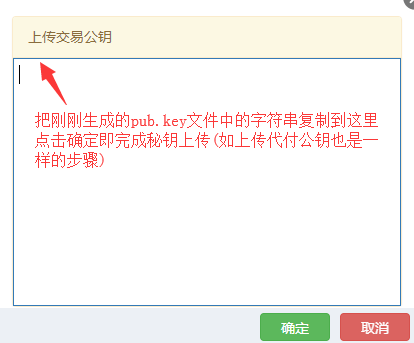 上传交易公钥
把刚刚生成的pub.key文件中的字符串复制到这里
点击确定即完成秘钥上传(如上传代付公钥也是一
样的步骤)
确定
取消